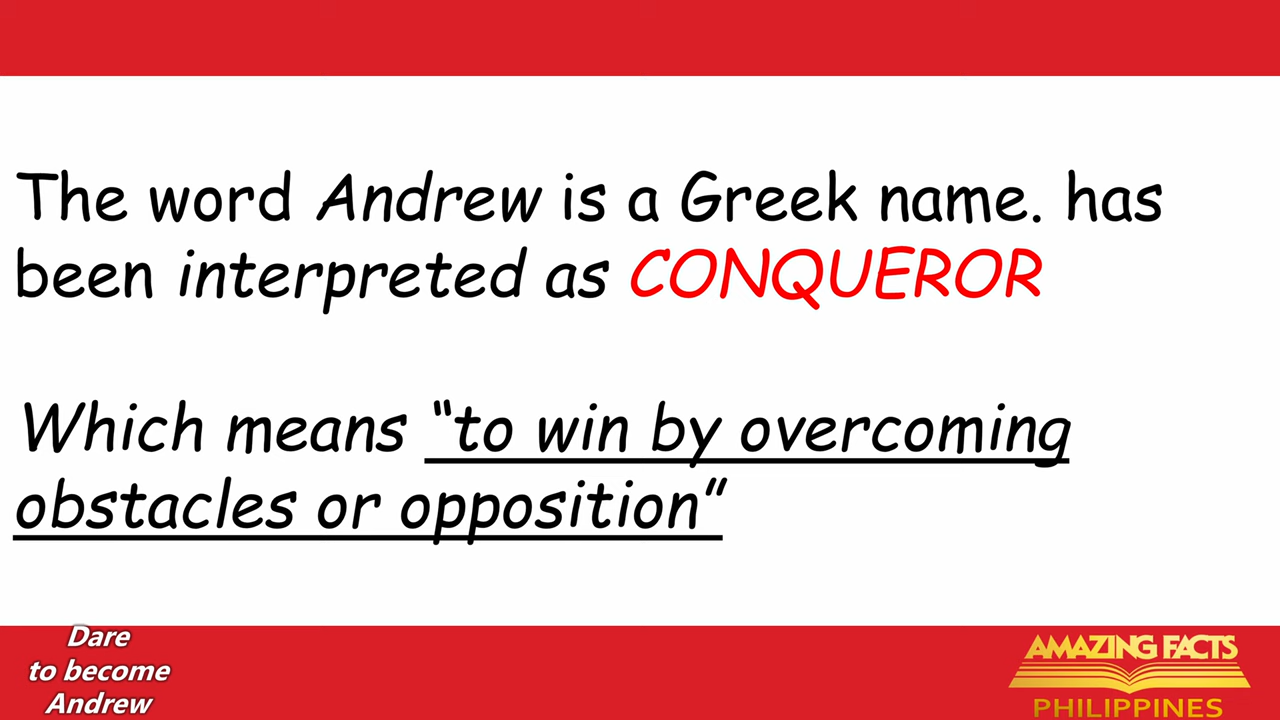 The word Andrew is a Greek name. has
been interpreted as CONQUEROR
Which means “to win by overcoming
obstacles or opposition”
Dare
to become
Andrew
AMAZING FACTS
PHILIPPINES